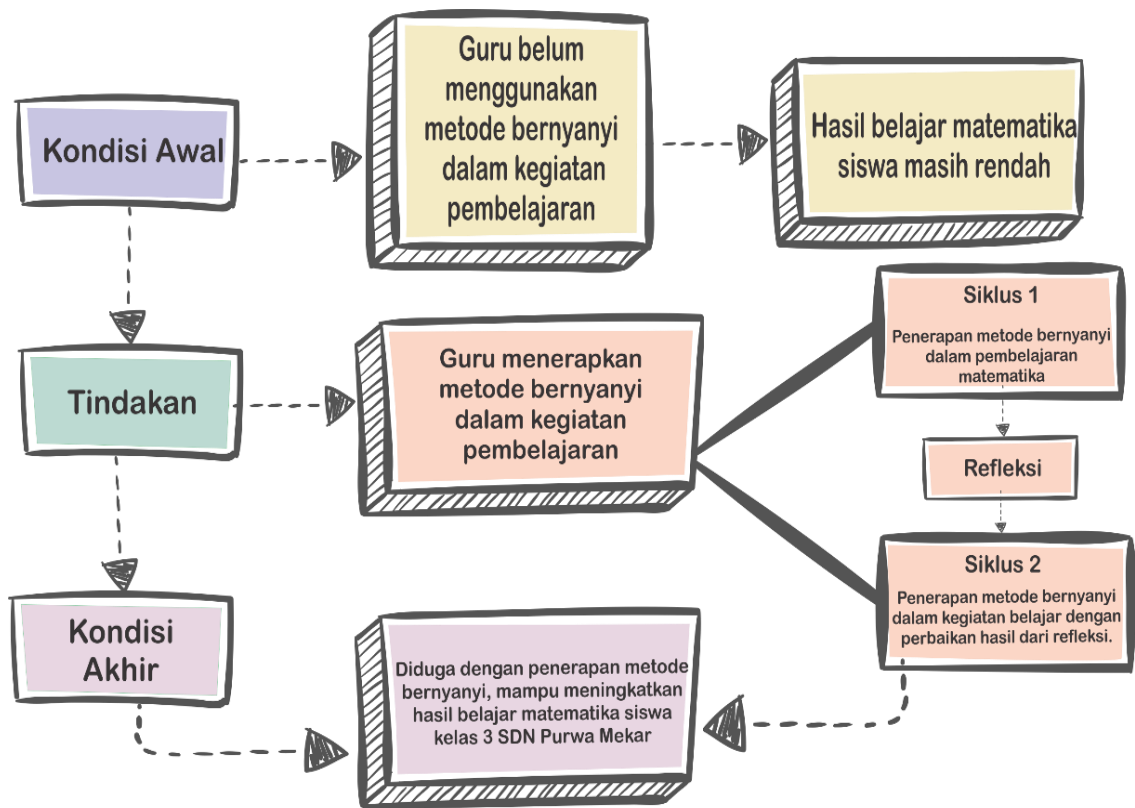 Kondisi Awal
Guru belum
menggunakan
metode bernyanyi
dalam kegiatan
pembelajaran
Hasil belajar matematika
siswa masih rendah
Tindakan
Guru menerapkan
metode bernyanyi
dalam kegiatan
pembelajaran
Siklus 1
Penerapan metode bernyanyi
dalam pembelajaran
matematika
Refleksi
Siklus 2
Penerapan metode bernyanyi
dalam kegiatan belajar dengan
perbaikan hasil dari refleksi.
Kondisi
Akhir
Diduga dengan penerapan metode
bernyanyi, mampu meningkatkan
hasil belajar matematika siswa
kelas 3 SDN Purwa Mekar